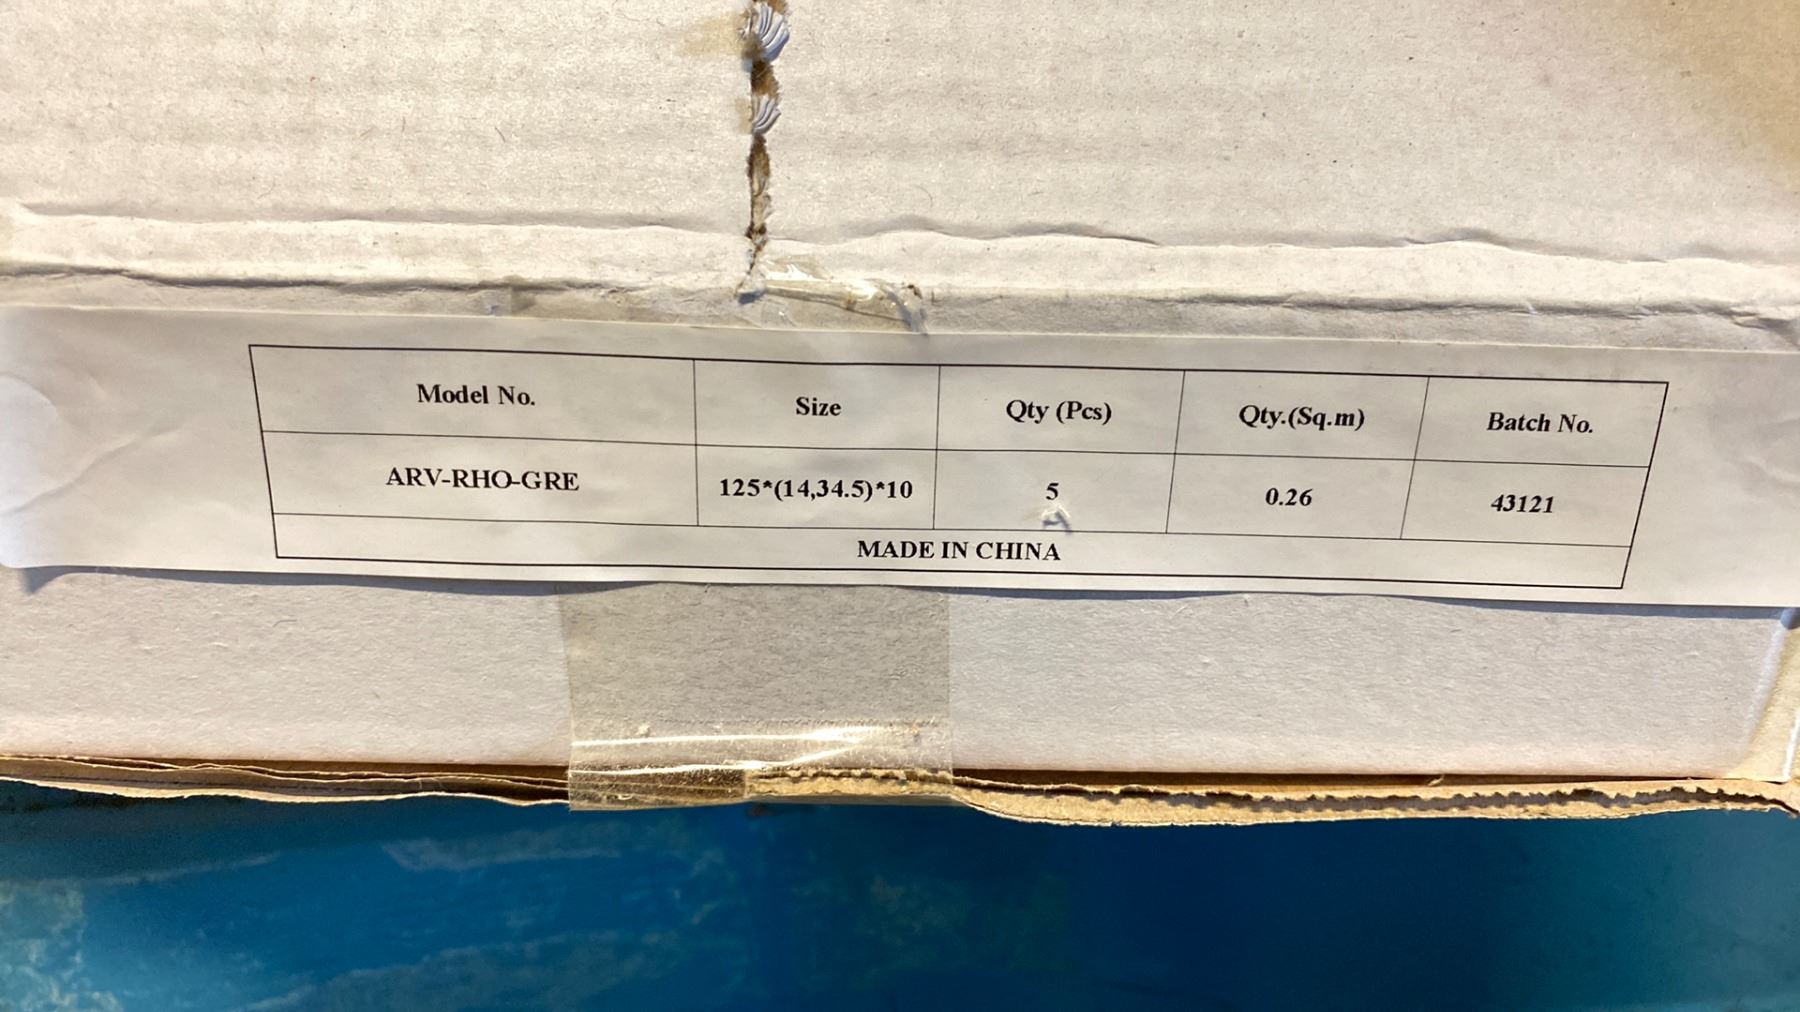 Model No. Size Qty (Pcs) Qty.(Sq.m) Batch No.
ARV-RHO-GRE 125*(14,34.5)*10 5 0.26 43121
MADE IN CHINA